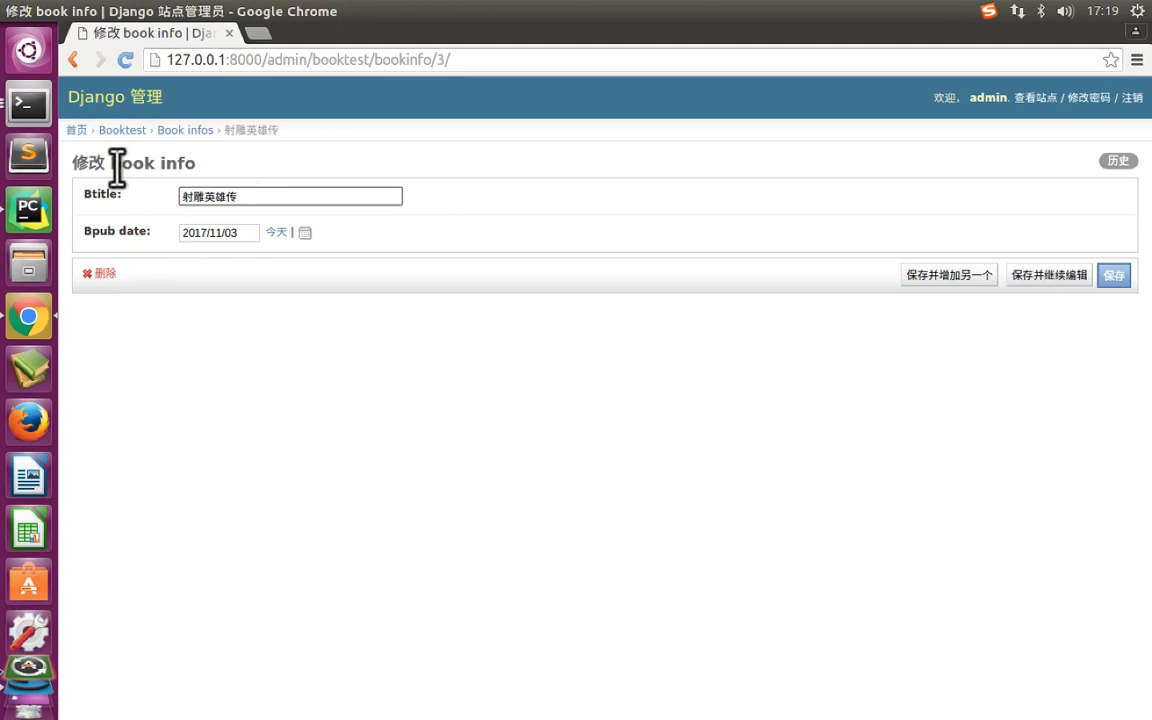 修改 book info | Django 站点管理员 - Google Chrome
17:19
修改 book info | Djan
127.0.0.1:8000/admin/booktest/bookinfo/3/
Django 管理
欢迎， admin. 查看站点 / 修改密码 / 注销
首页 › Booktest › Book infos › 射雕英雄传
修改 book info
历史
Btitle:
射雕英雄传
Bpub date:
2017/11/03
今天 |
删除
保存并增加另一个
保存并继续编辑
保存
PC